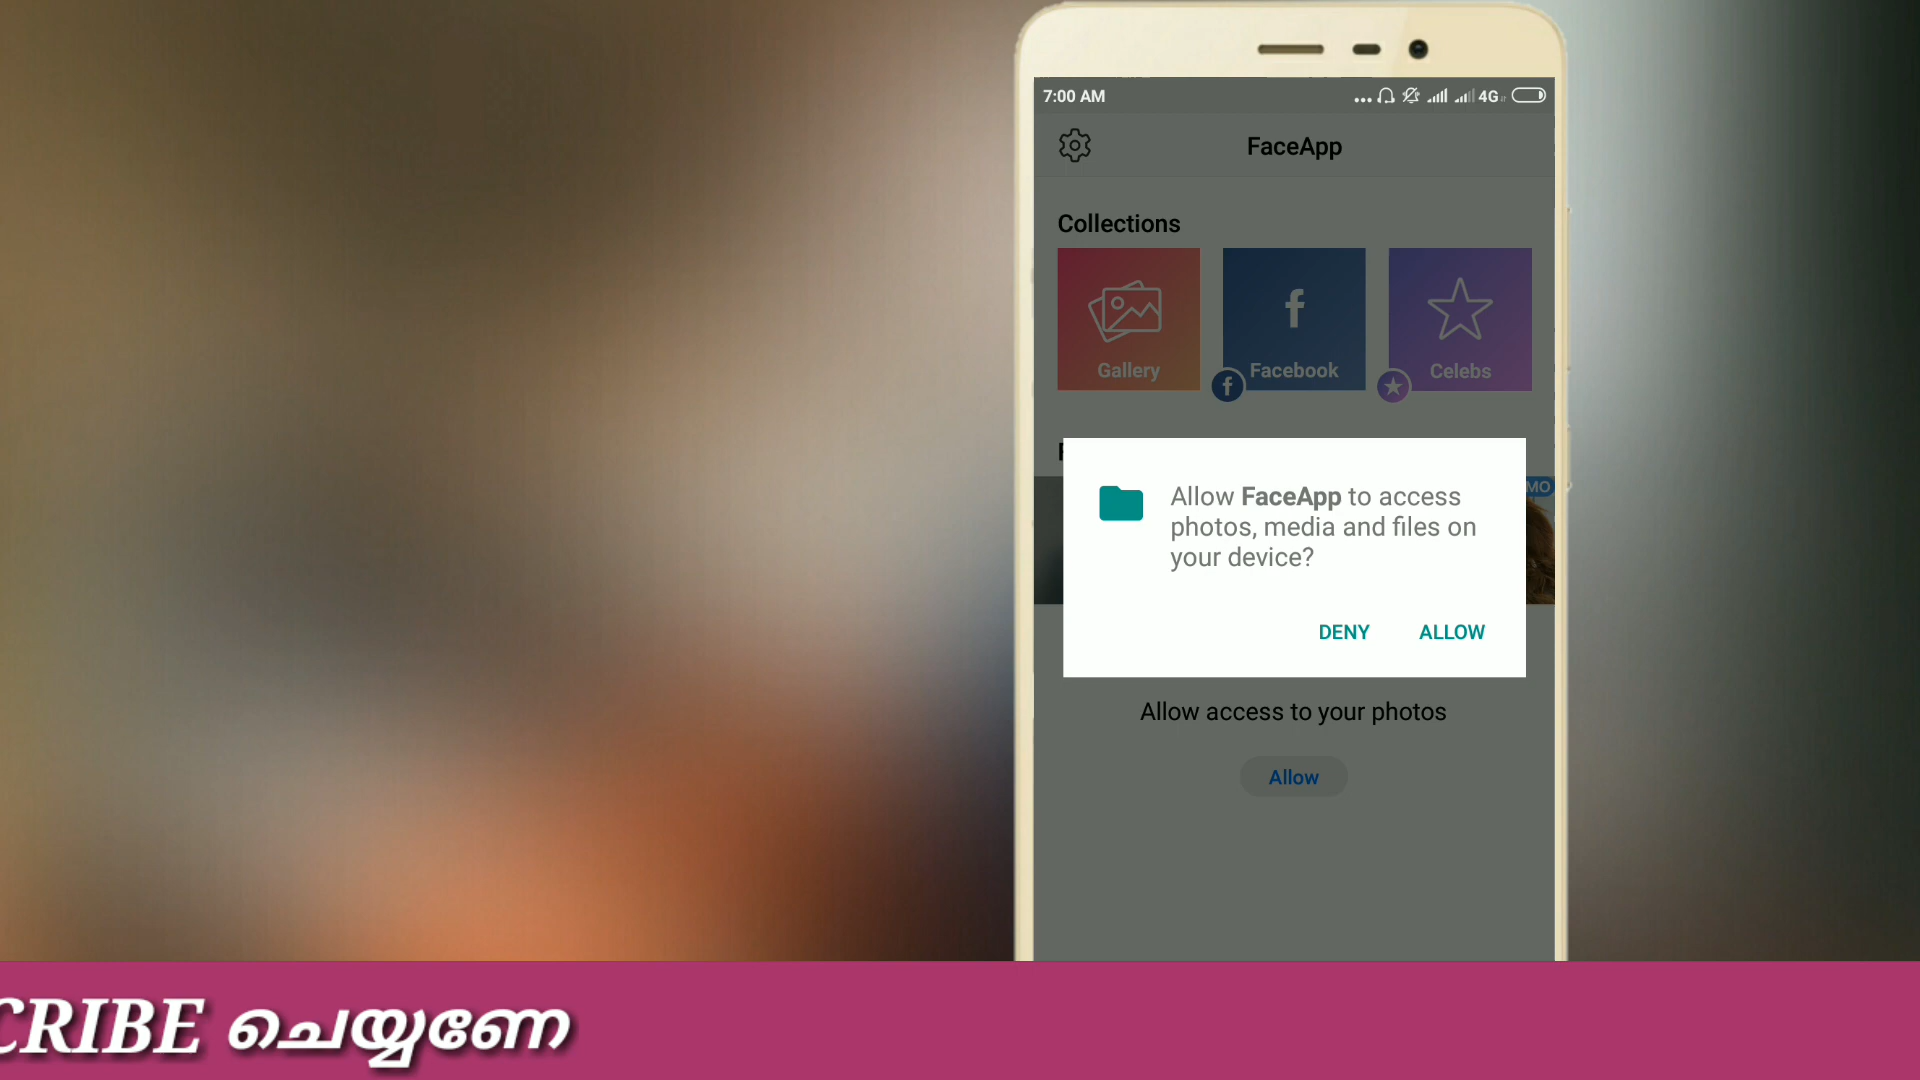 7:00 AM
4G
FaceApp
Collections
Gallery
Facebook
Celebs
MO
Allow FaceApp to access
photos, media and files on
your device?
DENY
ALLOW
Allow access to your photos
Allow
CRIBE ചെയ്യണേ